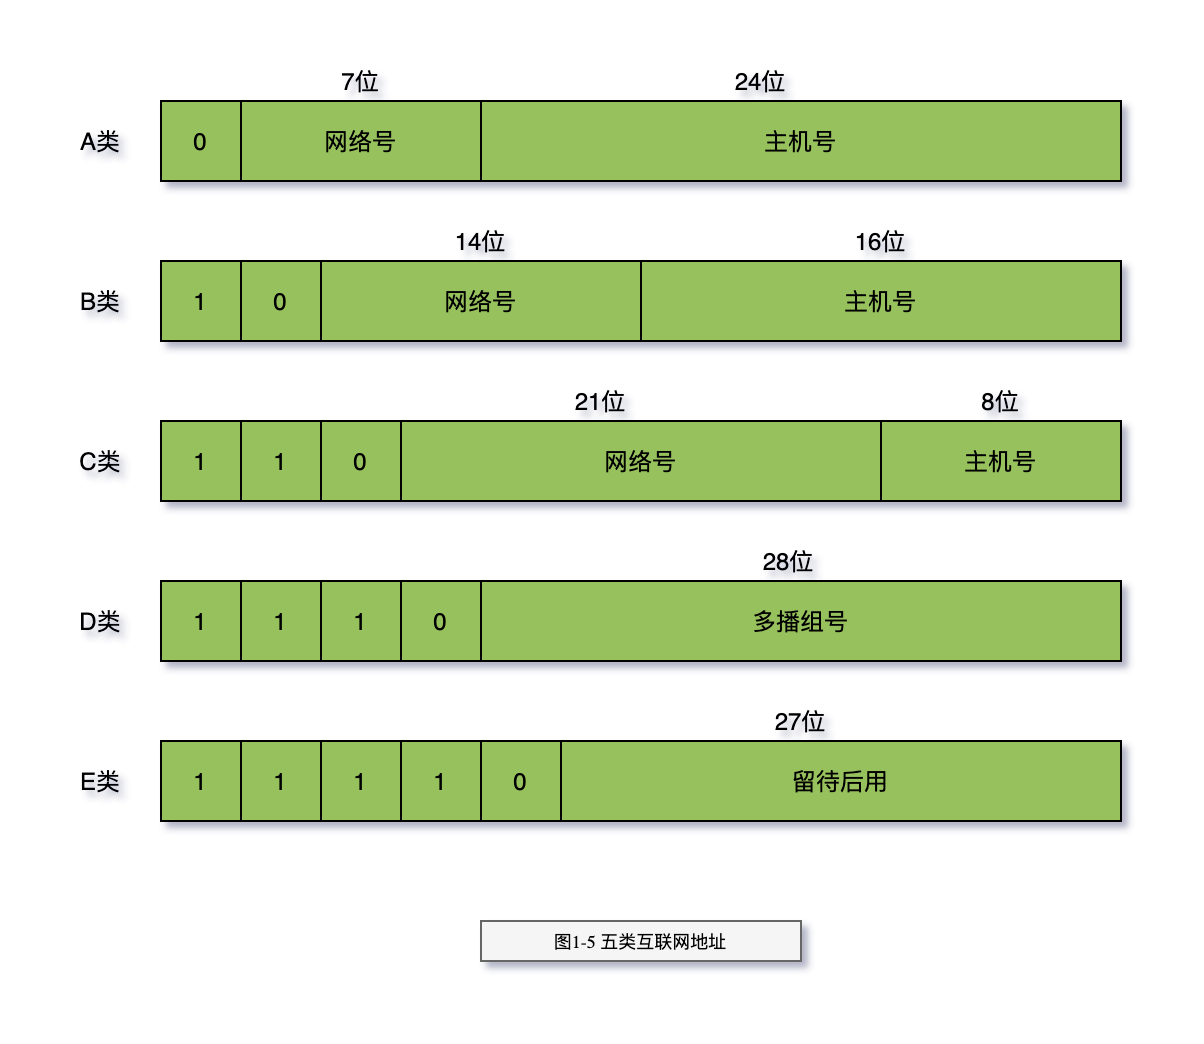 7位 24位
A类 0 网络号 主机号
14位 16位
B类 1 0 网络号 主机号
21位 8位
C类 1 1 0 网络号 主机号
28位
D类 1 1 1 0 多播组号
27位
E类 1 1 1 1 0 留待后用
图1-5 五类互联网地址